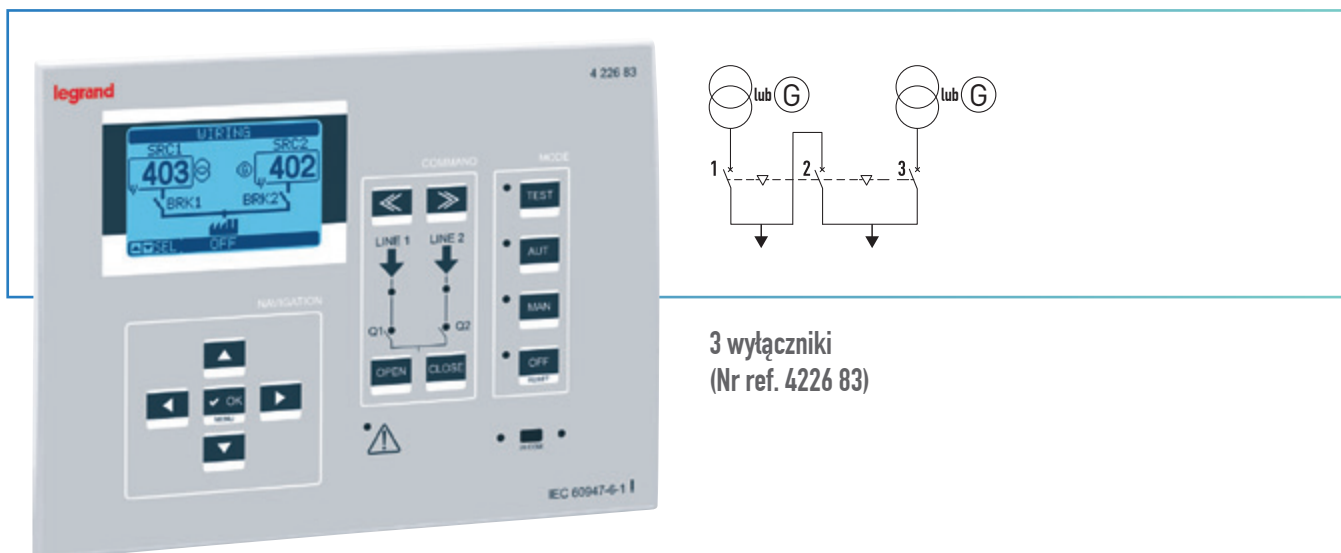 legrand
4 226 83
WIRING
SRC1 SRC2
403 G 402
BRK1 BRK2
SEL OFF
COMMAND
LINE 1 LINE 2
Q1 Q2
OPEN CLOSE
MODE
TEST
AUT
MAN
OFF
NAVIGATION
✓ OK
MENU
IEC 60947-6-1
lub G lub G
1 2 3
3 wyłączniki
(Nr ref. 4226 83)